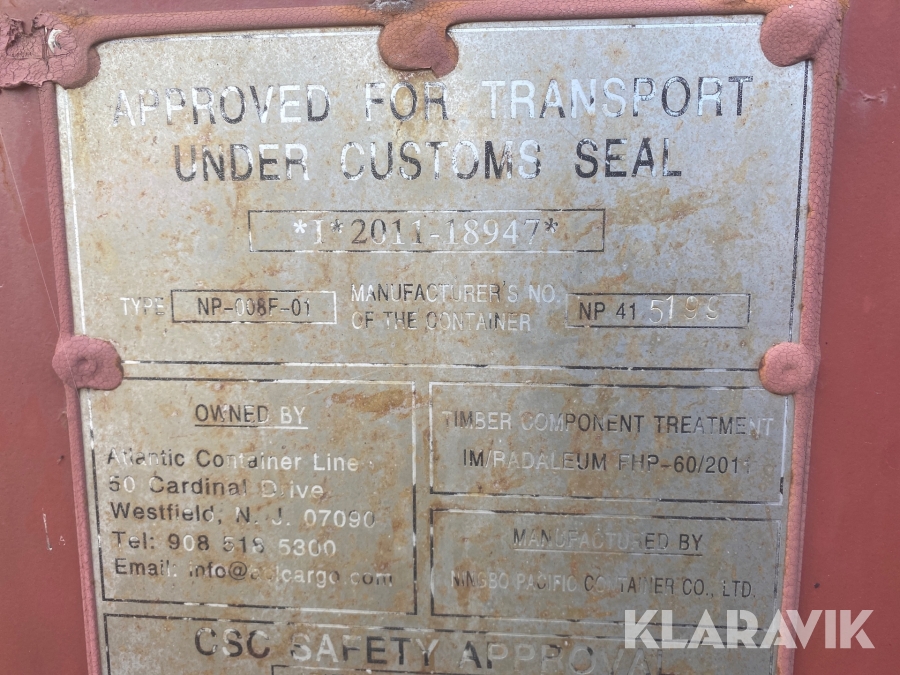 APPROVED FOR TRANSPORT
UNDER CUSTOMS SEAL
*I*2011-18947*
TYPE NP-008F-01 MANUFACTURER'S NO. OF THE CONTAINER NP 41 5199
OWNED BY
Atlantic Container Line
50 Cardinal Drive
Westfield, N. J. 07090
Tel: 908 518 5300
Email: info@aclcargo.com
TIMBER COMPONENT TREATMENT
IM/RADALEUM FHP-60/2011
MANUFACTURED BY
NINGBO PACIFIC CONTAINER CO., LTD.
CSC SAFETY APPROVAL
KLARAVIK